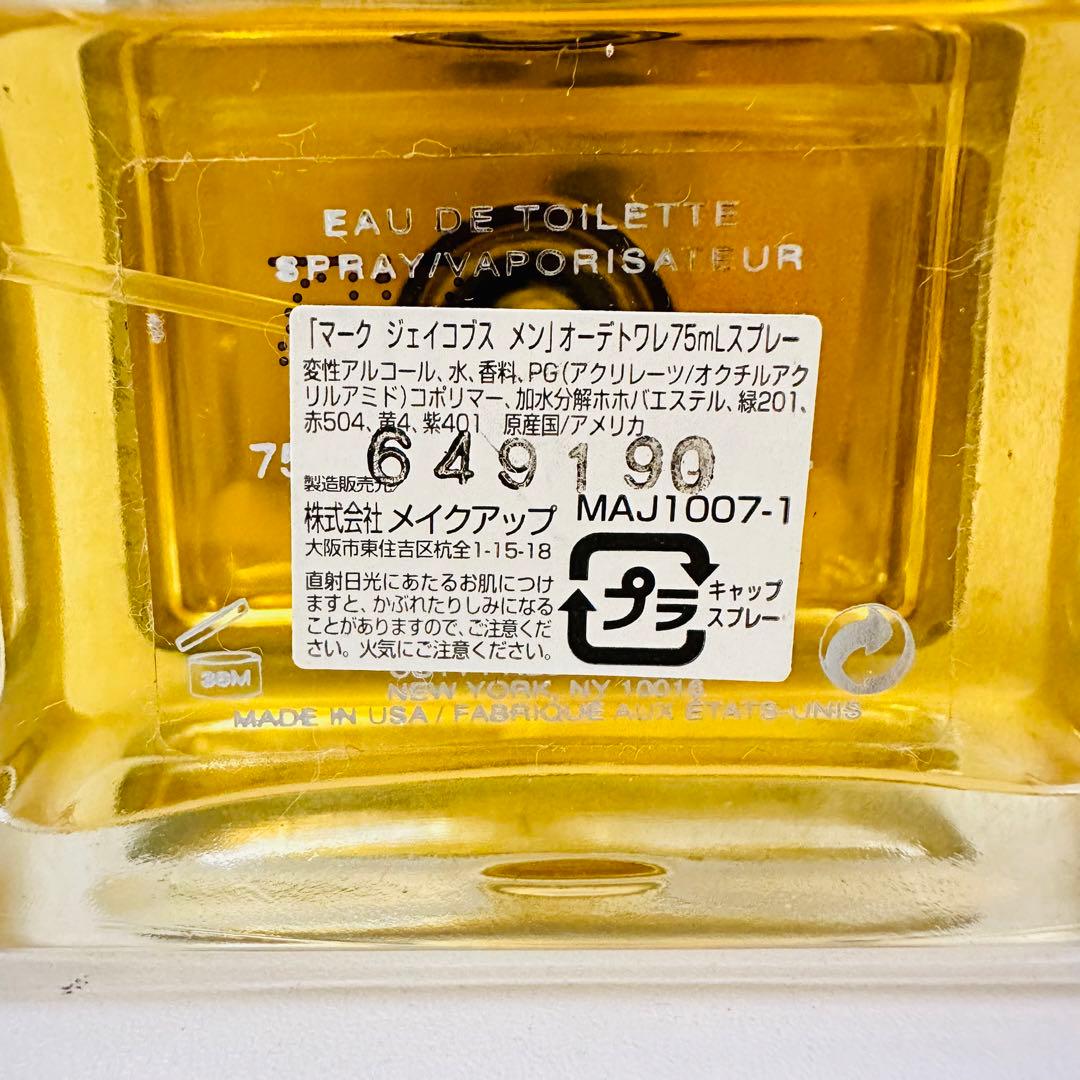 EAU DE TOILETTE
SPRAY/VAPORISATEUR
「マーク ジェイコブス メン」オーデトワレ75mLスプレー
変性アルコール、水、香料、PG(アクリレーツ/オクチルアク
リルアミド)コポリマー、加水分解ホホバエステル、緑201、
赤504、黄4、紫401 原産国/アメリカ
75
649190
製造販売元
株式会社 メイクアップ MAJ1007-1
大阪市東住吉区杭全1-15-18
直射日光にあたるお肌につけ
ますと、かぶれたりしみになる
ことがありますので、ご注意くだ
さい。火気にご注意ください。
プラ
キャップ
スプレー
NEW YORK, NY 10016
MADE IN USA / FABRIQUÉ AUX ÉTATS-UNIS